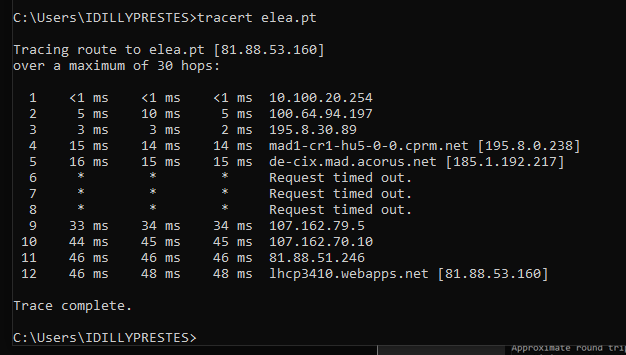 C:\Users\IDILLYPRESTES>tracert elea.pt
Tracing route to elea.pt [81.88.53.160]
over a maximum of 30 hops:
1 <1 ms <1 ms <1 ms 10.100.20.254
2 5 ms 10 ms 5 ms 100.64.94.197
3 3 ms 3 ms 2 ms 195.8.30.89
4 15 ms 14 ms 14 ms mad1-cr1-hu5-0-0.cprm.net [195.8.0.238]
5 16 ms 15 ms 15 ms de-cix.mad.acorus.net [185.1.192.217]
6 * * * Request timed out.
7 * * * Request timed out.
8 * * * Request timed out.
9 33 ms 34 ms 34 ms 107.162.79.5
10 44 ms 45 ms 45 ms 107.162.70.10
11 46 ms 46 ms 46 ms 81.88.51.246
12 46 ms 48 ms 48 ms lhcp3410.webapps.net [81.88.53.160]
Trace complete.
C:\Users\IDILLYPRESTES>
Approximate round